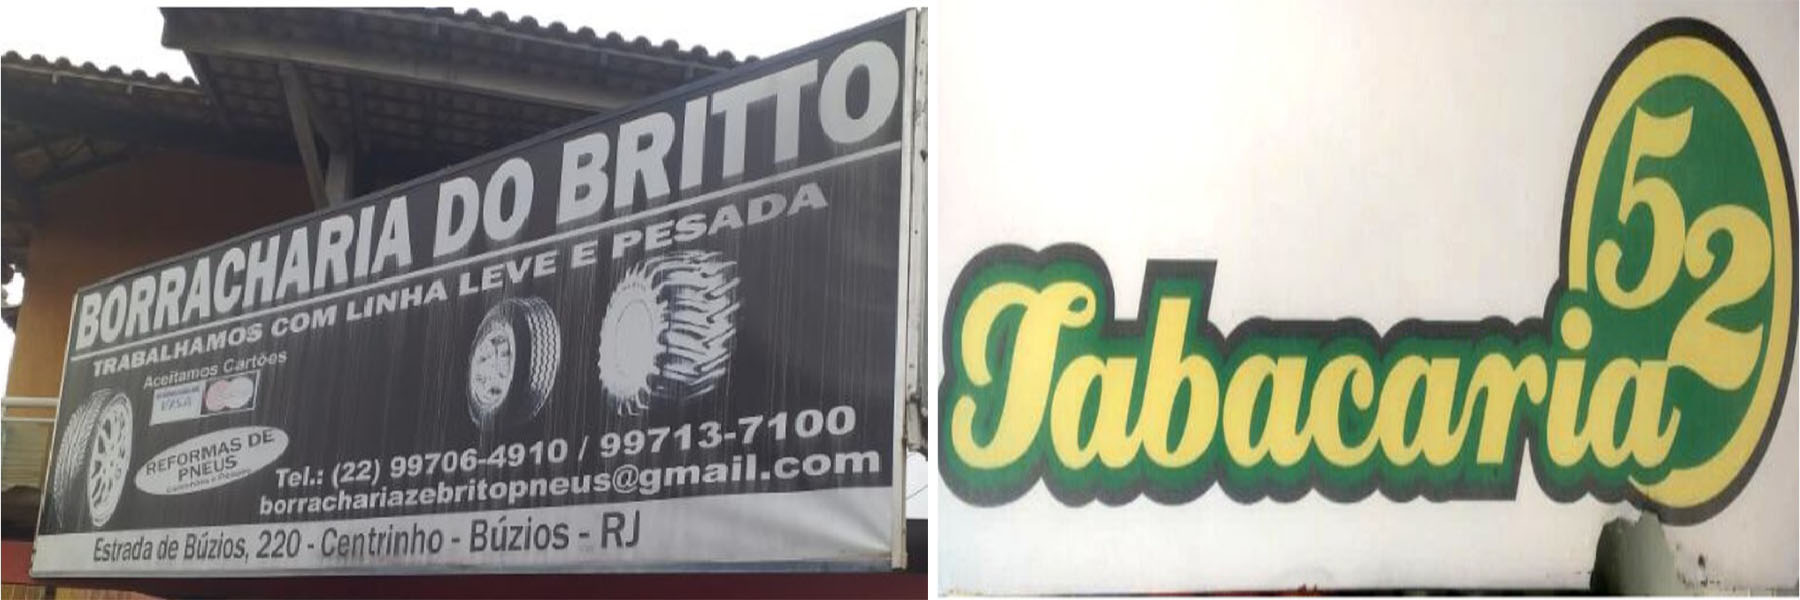 BORRACHARIA DO BRITTO
TRABALHAMOS COM LINHA LEVE E PESADA
Aceitamos Cartões
VISA
REFORMAS DE
PNEUS
Tel.: (22) 99706-4910 / 99713-7100
borrachariazebritopneus@gmail.com
Estrada de Búzios, 220 - Centrinho - Búzios - RJ
Tabacaria 52